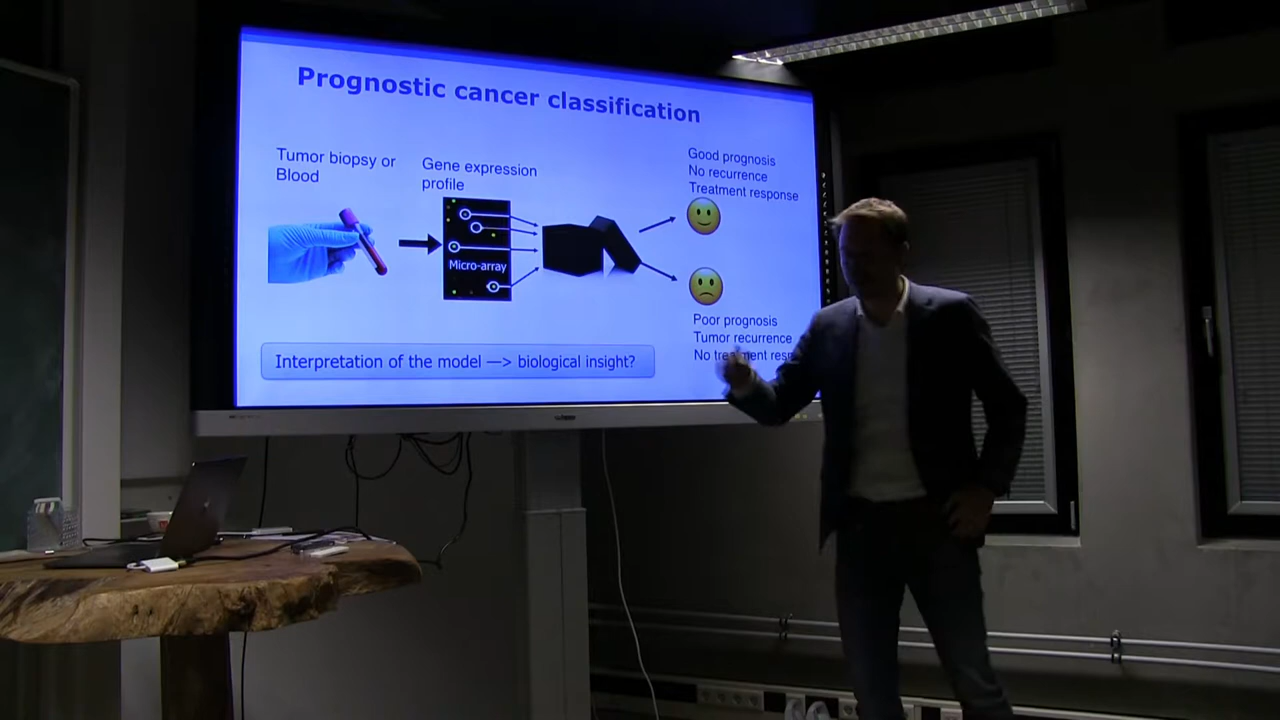 Prognostic cancer classification
Tumor biopsy or
Blood
Gene expression
profile
Micro-array
Good prognosis
No recurrence
Treatment response
Poor prognosis
Tumor recurrence
No
Interpretation of the model —> biological insight?